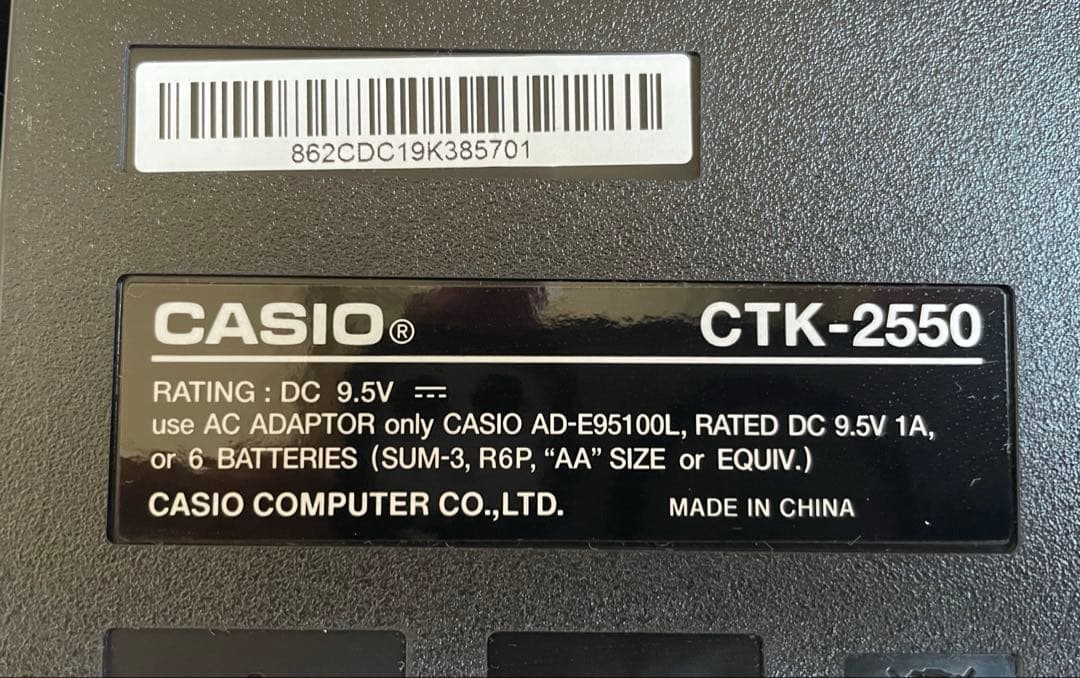 862CDC19K385701
CASIO® CTK-2550
RATING : DC 9.5V ⎓
use AC ADAPTOR only CASIO AD-E95100L, RATED DC 9.5V 1A,
or 6 BATTERIES (SUM-3, R6P, “AA” SIZE or EQUIV.)
CASIO COMPUTER CO.,LTD. MADE IN CHINA